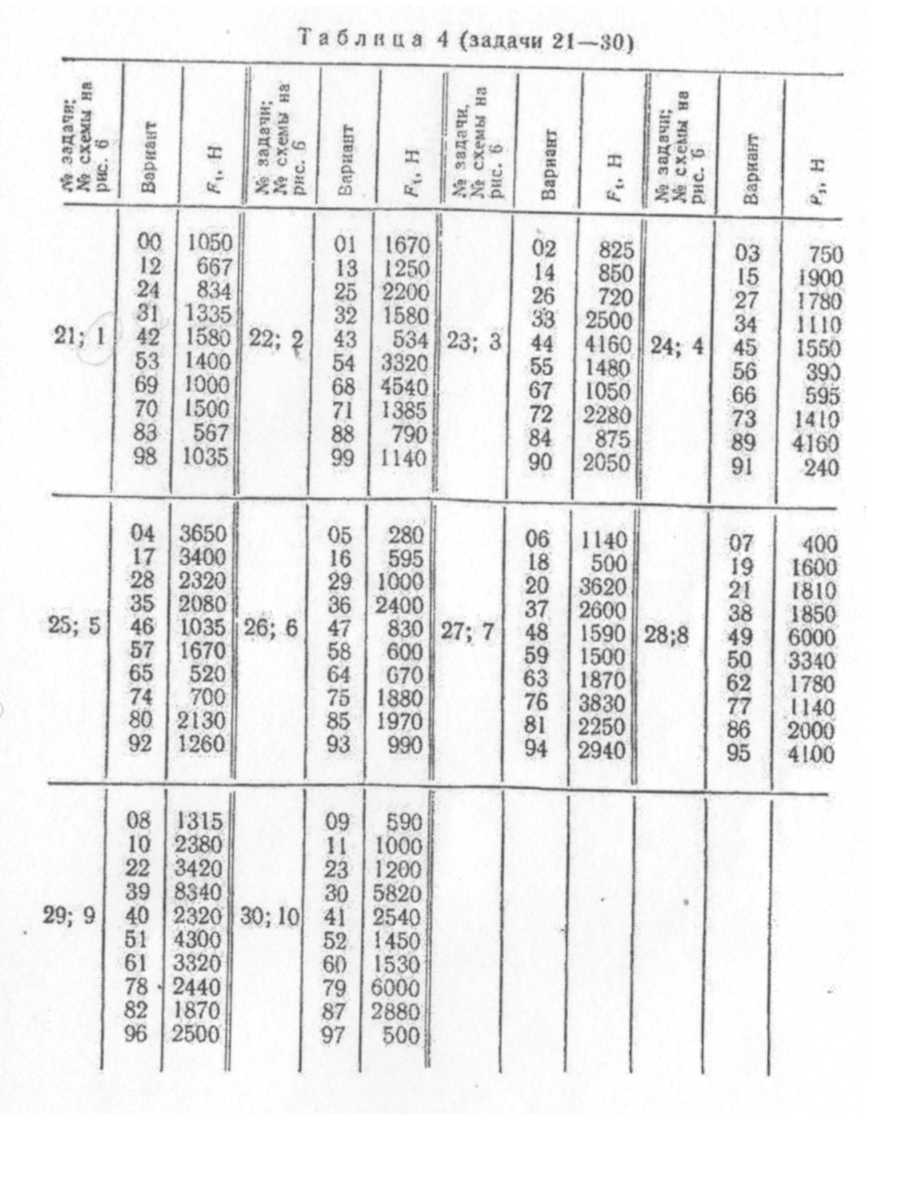 Таблица 4 (задачи 21—30)
№ задачи; № схемы на рис. 6 Вариант F₁, Н № задачи; № схемы на рис. 6 Вариант F₁, Н № задачи, № схемы на рис. 6 Вариант F₁, Н № задачи; № схемы на рис. 6 Вариант F₁, Н
00 1050 01 1670 02 825 03 750
12 667 13 1250 14 850 15 1900
24 834 25 2200 26 720 27 1780
31 1335 32 1580 33 2500 34 1110
21; 1 42 1580 22; 2 43 534 23; 3 44 4160 24; 4 45 1550
53 1400 54 3320 55 1480 56 390
69 1000 68 4540 67 1050 66 595
70 1500 71 1385 72 2280 73 1410
83 567 88 790 84 875 89 4160
98 1035 99 1140 90 2050 91 240
04 3650 05 280 06 1140 07 400
17 3400 16 595 18 500 19 1600
28 2320 29 1000 20 3620 21 1810
35 2080 36 2400 37 2600 38 1850
25; 5 46 1035 26; 6 47 830 27; 7 48 1590 28;8 49 6000
57 1670 58 600 59 1500 50 3340
65 520 64 670 63 1870 62 1780
74 700 75 1880 76 3830 77 1140
80 2130 85 1970 81 2250 86 2000
92 1260 93 990 94 2940 95 4100
08 1315 09 590
10 2380 11 1000
22 3420 23 1200
39 8340 30 5820
29; 9 40 2320 30; 10 41 2540
51 4300 52 1450
61 3320 60 1530
78 2440 79 6000
82 1870 87 2880
96 2500 97 500